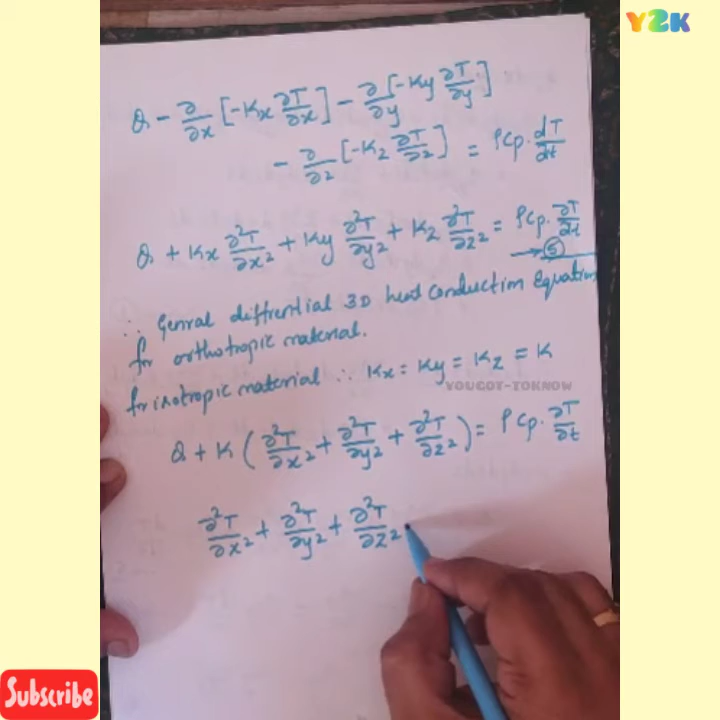 Y2K
Q - ∂/∂x [-Kx ∂T/∂x] - ∂/∂y [-Ky ∂T/∂y]
- ∂/∂z [-Kz ∂T/∂z] = ρCp. dT/dt
Q + Kx ∂²T/∂x² + Ky ∂²T/∂y² + Kz ∂²T/∂z² = ρCp. ∂T/∂t
→ ⑤
∴ Genral diffrential 3D heat Conduction Equation
for orthotropic material.
for isotropic material ∴ Kx = Ky = Kz = K
YOUGOT-TOKNOW
Q + K ( ∂²T/∂x² + ∂²T/∂y² + ∂²T/∂z² ) = ρCp. ∂T/∂t
∂²T/∂x² + ∂²T/∂y² + ∂²T/∂z²
Subscribe